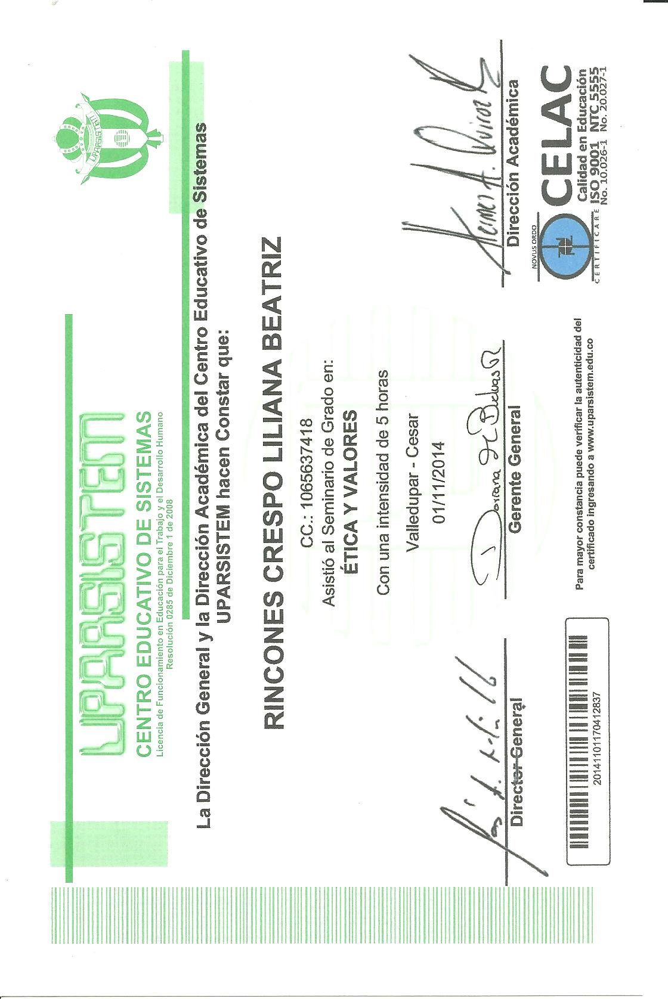 UPARSISTEM
CENTRO EDUCATIVO DE SISTEMAS
Licencia de Funcionamiento en Educación para el Trabajo y el Desarrollo Humano
Resolución 0285 de Diciembre 1 de 2008
UPARSISTEM
La Dirección General y la Dirección Académica del Centro Educativo de Sistemas
UPARSISTEM hacen Constar que:
RINCONES CRESPO LILIANA BEATRIZ
CC.: 1065637418
Asistió al Seminario de Grado en:
ÉTICA Y VALORES
Con una intensidad de 5 horas
Valledupar - Cesar
01/11/2014
Director General
Gerente General
Dirección Académica
20141101170412837
Para mayor constancia puede verificar la autenticidad del
certificado ingresando a www.uparsistem.edu.co
NOVUS ORDO
CERTIFICARE
CELAC
Calidad en Educación
ISO 9001 NTC 5555
No. 10.026-1 No. 20.027-1